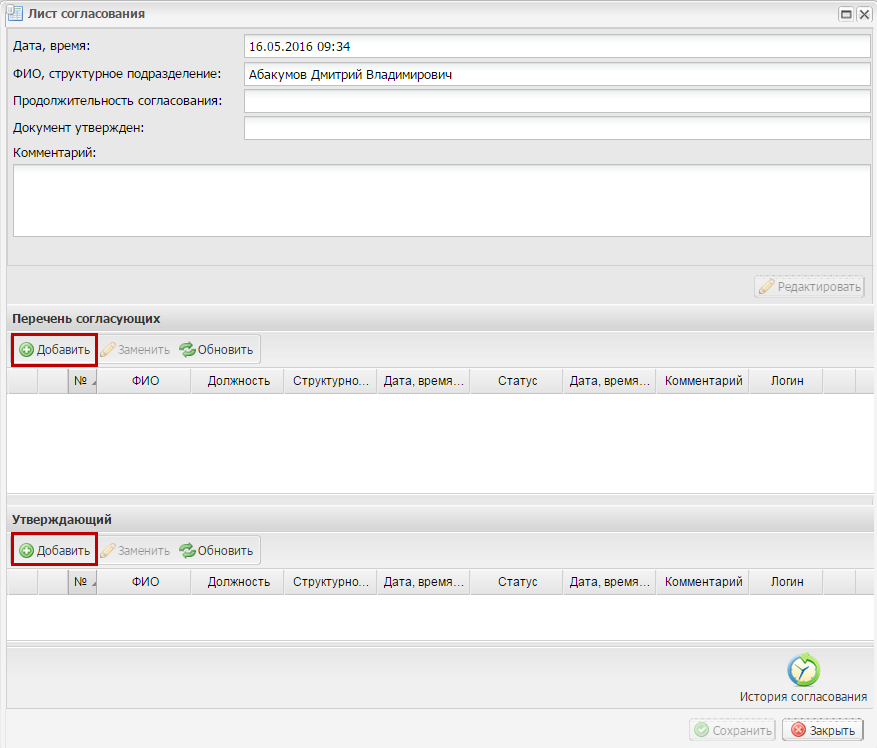 Лист согласования
Дата, время: 16.05.2016 09:34
ФИО, структурное подразделение: Абакумов Дмитрий Владимирович
Продолжительность согласования:
Документ утвержден:
Комментарий:
Редактировать
Перечень согласующих
Добавить Заменить Обновить
№ ФИО Должность Структурно... Дата, время... Статус Дата, время... Комментарий Логин
Утверждающий
Добавить Заменить Обновить
№ ФИО Должность Структурно... Дата, время... Статус Дата, время... Комментарий Логин
История согласования
Сохранить Закрыть